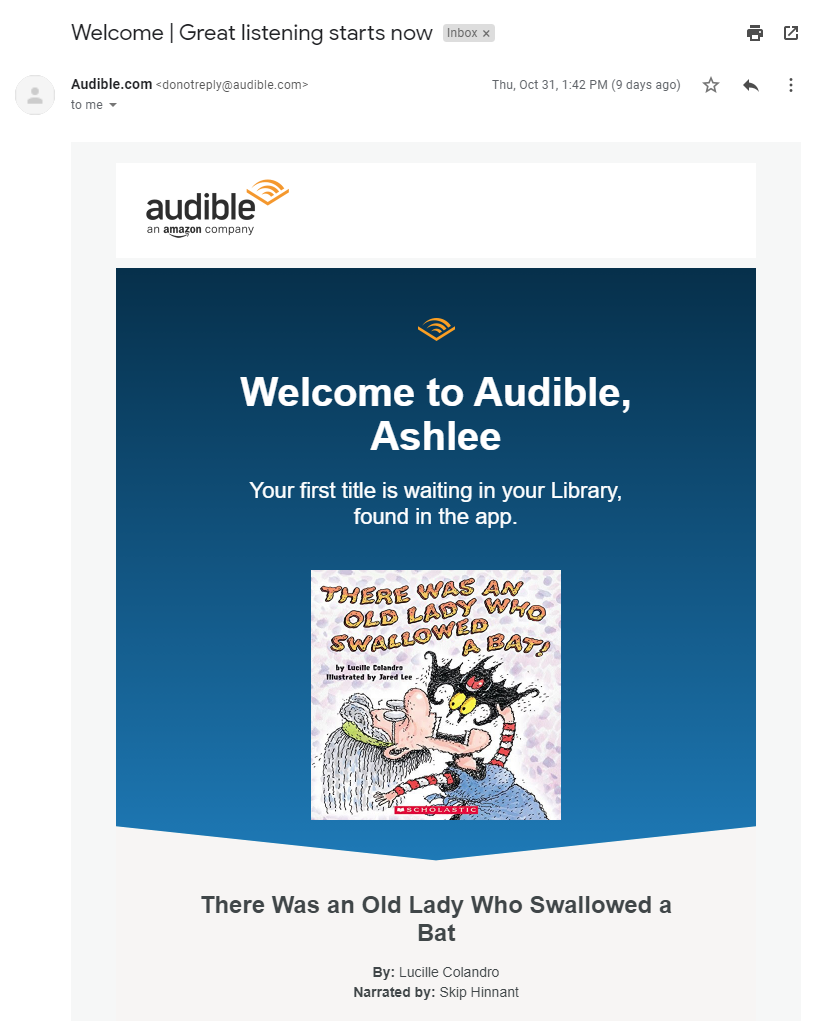 Welcome | Great listening starts now
Inbox ×
Audible.com <donotreply@audible.com>
Thu, Oct 31, 1:42 PM (9 days ago)
to me
audible
an amazon company
Welcome to Audible,
Ashlee
Your first title is waiting in your Library,
found in the app.
THERE WAS AN
OLD LADY WHO
SWALLOWED
A BAT!
by Lucille Colandro
Illustrated by Jared Lee
SCHOLASTIC
There Was an Old Lady Who Swallowed a
Bat
By: Lucille Colandro
Narrated by: Skip Hinnant